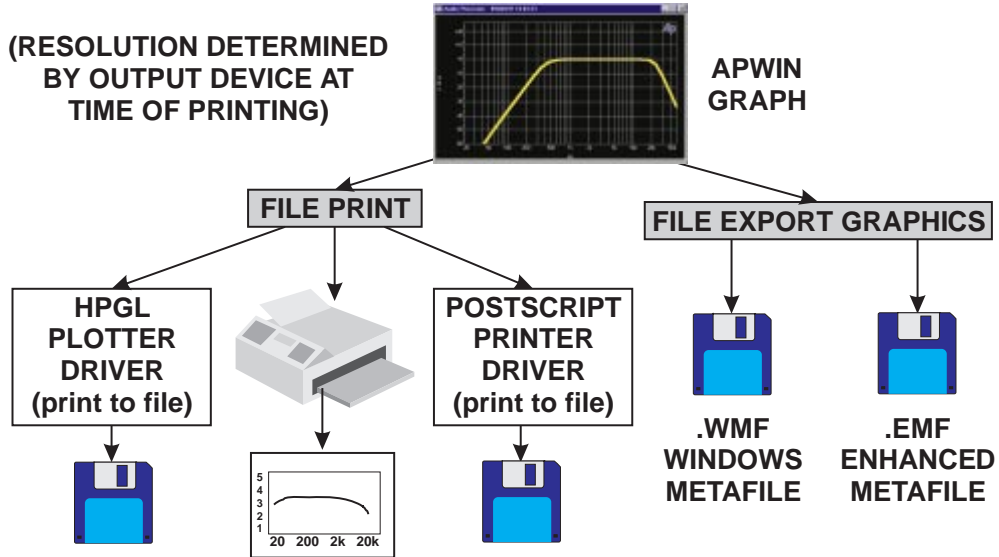 (RESOLUTION DETERMINED
BY OUTPUT DEVICE AT
TIME OF PRINTING)
APWIN
GRAPH
FILE PRINT
FILE EXPORT GRAPHICS
HPGL
PLOTTER
DRIVER
(print to file)
POSTSCRIPT
PRINTER
DRIVER
(print to file)
.WMF
WINDOWS
METAFILE
.EMF
ENHANCED
METAFILE
5
4
3
2
1
20 200 2k 20k